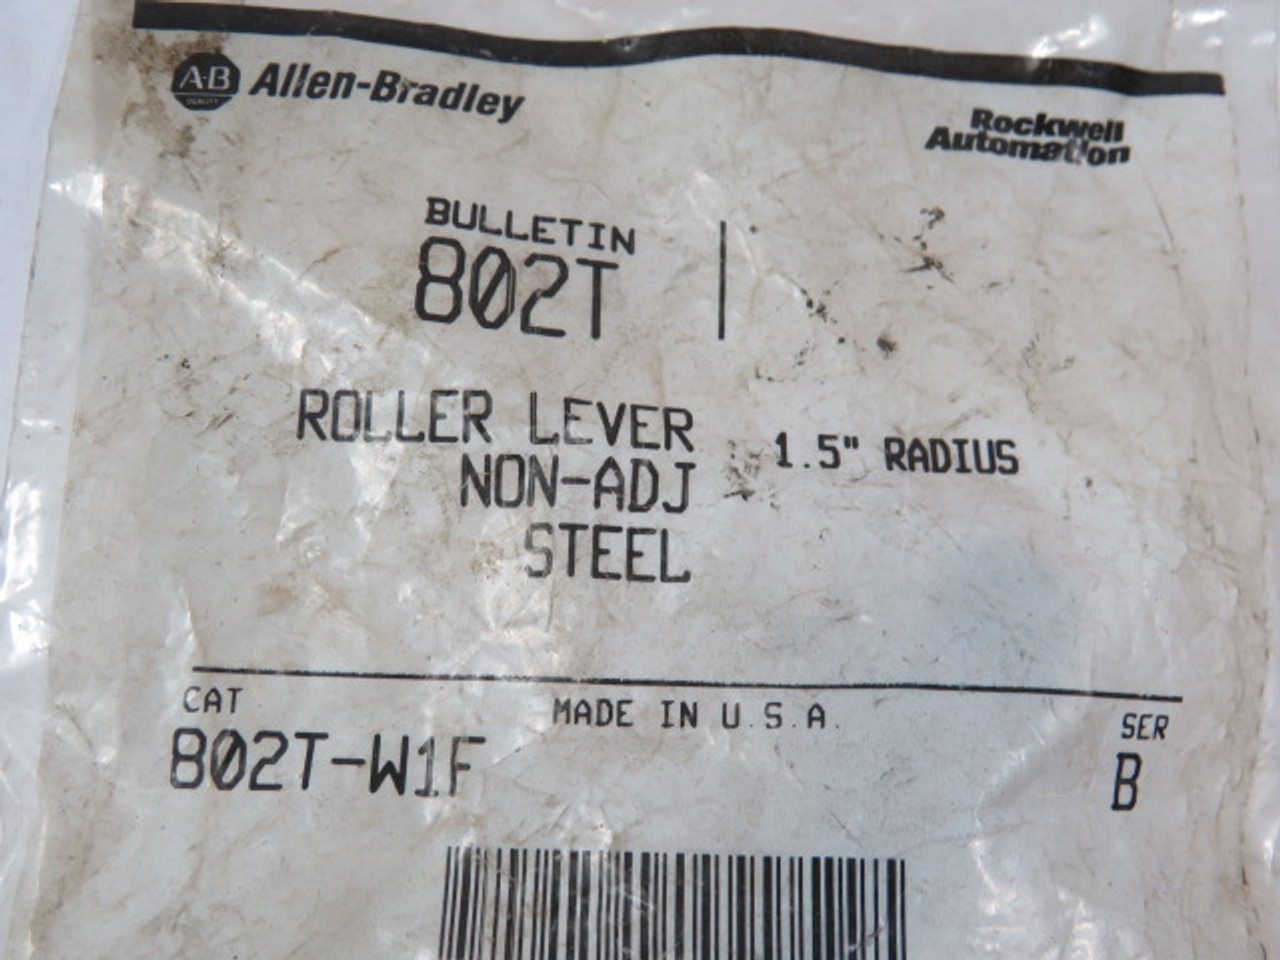 A-B
QUALITY
Allen-Bradley
Rockwell
Automation
BULLETIN
802T
ROLLER LEVER
NON-ADJ
STEEL
1.5" RADIUS
CAT
802T-W1F
MADE IN U.S.A.
SER
B